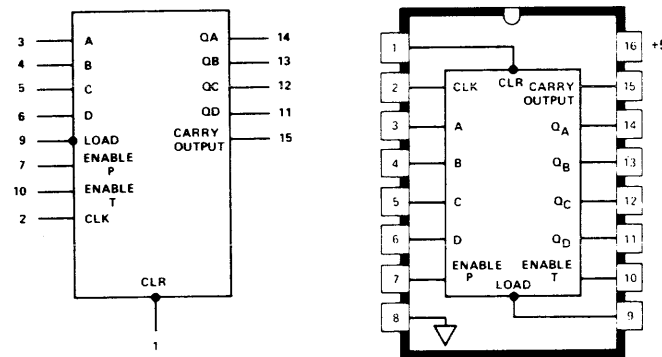 3 A QA 14
4 B QB 13
5 C QC 12
6 D QD 11
CARRY
OUTPUT 15
9 LOAD
7 ENABLE
P
10 ENABLE
T
2 CLK
CLR
1
1 CLR 16 +5
2 CLK CARRY
OUTPUT 15
3 A QA 14
4 B QB 13
5 C QC 12
6 D QD 11
7 ENABLE
P ENABLE
T 10
LOAD
8 9